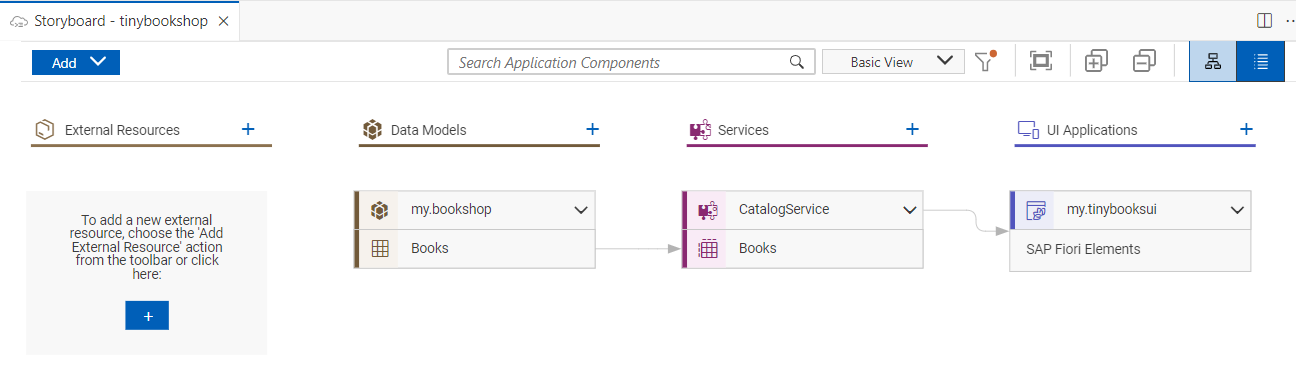 Storyboard - tinybookshop
Add
Search Application Components
Basic View
External Resources
Data Models
Services
UI Applications
To add a new external
resource, choose the 'Add
External Resource' action
from the toolbar or click
here:
my.bookshop
Books
CatalogService
Books
my.tinybooksui
SAP Fiori Elements